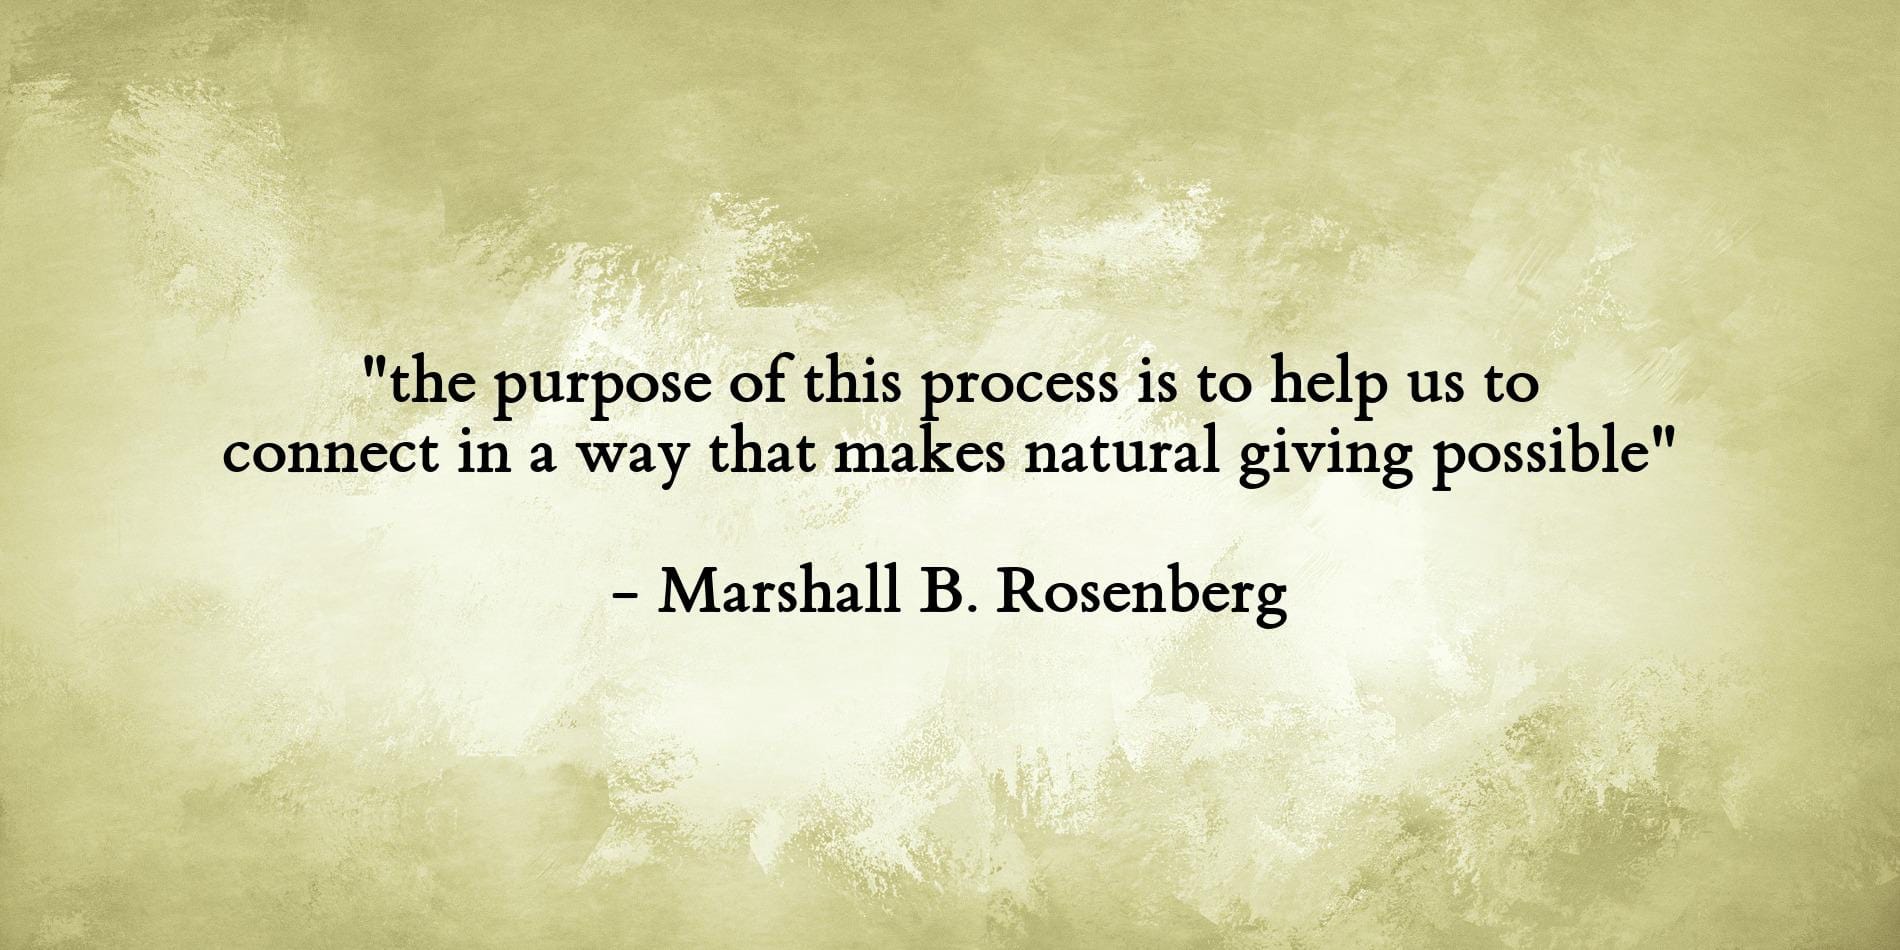 "the purpose of this process is to help us to
connect in a way that makes natural giving possible"
- Marshall B. Rosenberg